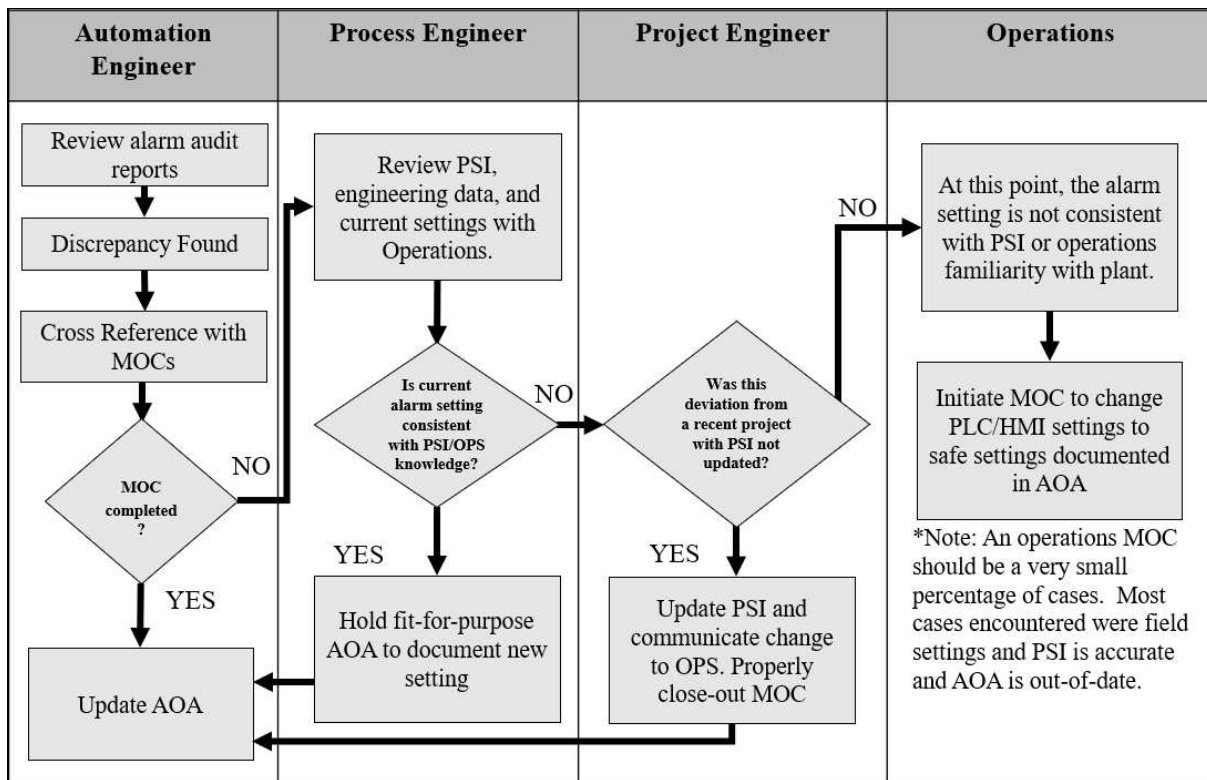 Automation
Engineer
Process Engineer
Project Engineer
Operations
Review alarm audit
reports
Discrepancy Found
Cross Reference with
MOCs
MOC
completed
?
NO
YES
Update AOA
Review PSI,
engineering data, and
current settings with
Operations.
Is current
alarm setting
consistent
with PSI/OPS
knowledge?
NO
YES
Hold fit-for-purpose
AOA to document new
setting
Was this
deviation from
a recent project
with PSI not
updated?
NO
YES
Update PSI and
communicate change
to OPS. Properly
close-out MOC
At this point, the alarm
setting is not consistent
with PSI or operations
familiarity with plant.
Initiate MOC to change
PLC/HMI settings to
safe settings documented
in AOA
*Note: An operations MOC
should be a very small
percentage of cases. Most
cases encountered were field
settings and PSI is accurate
and AOA is out-of-date.